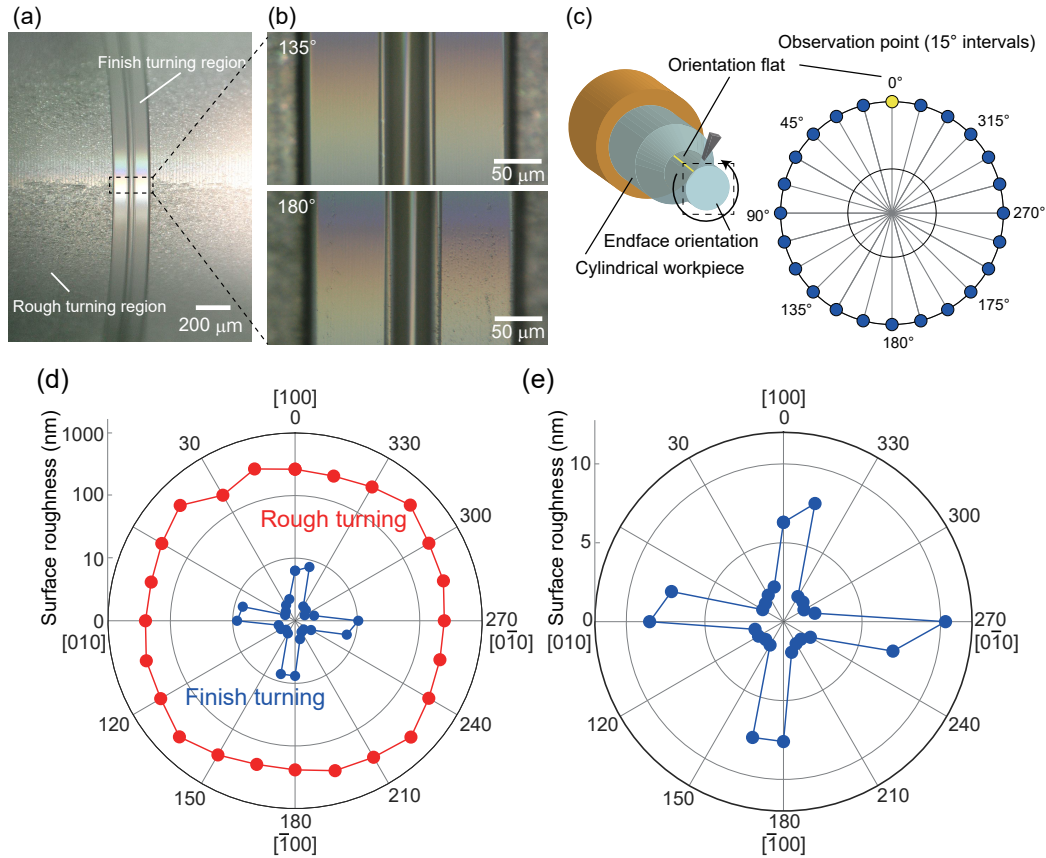 (a)
Finish turning region
Rough turning region
200 μm
(b)
135°
50 μm
180°
50 μm
(c)
Observation point (15° intervals)
Orientation flat
0°
45°
315°
90°
270°
Endface orientation
Cylindrical workpiece
135°
175°
180°
(d)
[100]
0
Surface roughness (nm)
1000
100
10
0
30
330
300
Rough turning
[010]
270
[01̅0]
Finish turning
120
240
150
210
180
[1̅00]
(e)
[100]
0
Surface roughness (nm)
10
5
0
30
330
300
[010]
270
[01̅0]
120
240
150
210
180
[1̅00]